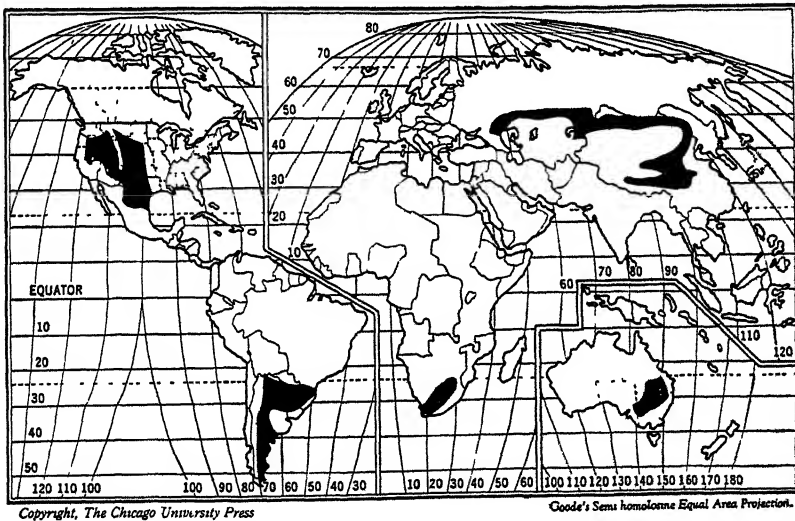 80
70
60
50
40
30
20
10
EQUATOR
10
20
30
40
50
120 110 100
100 90 80 70 60 50 40 30
10 20 30 40 50 60
60
70 80 90
110
120
100 110 120 130 140 150 160 170 180
Copyright, The Chicago University Press
Goode's Semi homolosine Equal Area Projection.